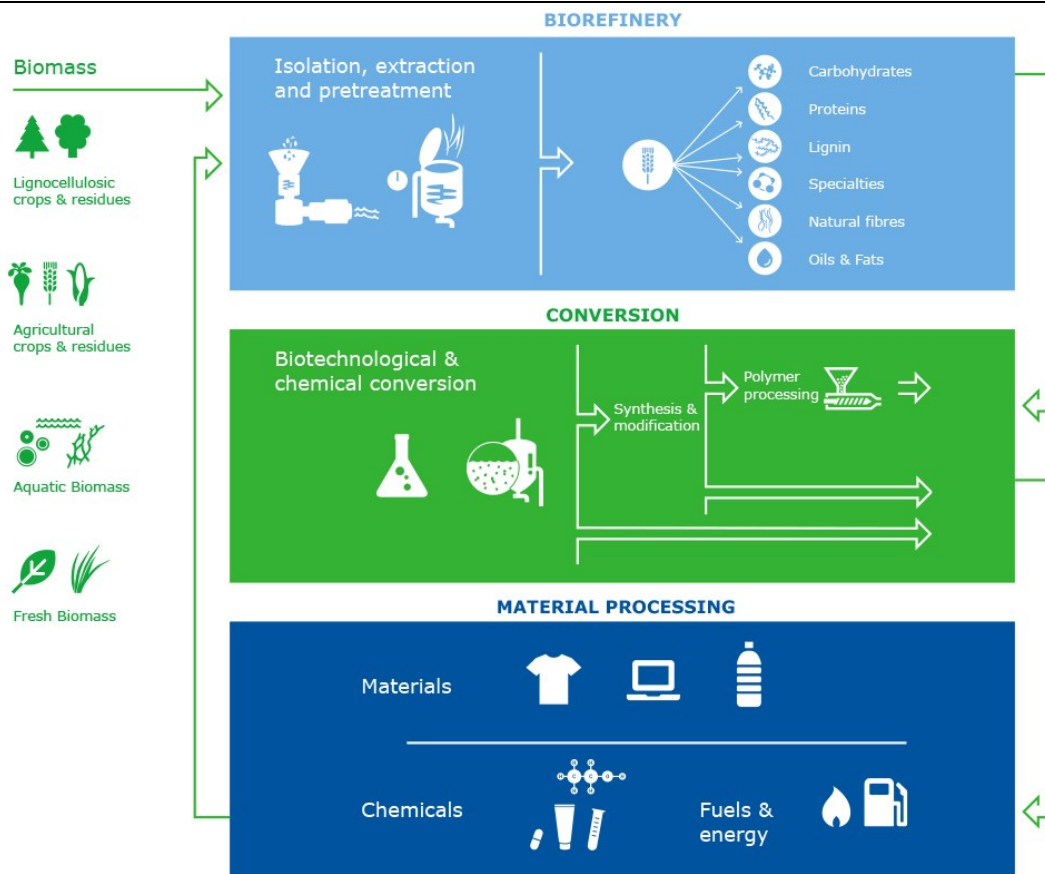 BIOREFINERY
Biomass
Lignocellulosic
crops & residues
Agricultural
crops & residues
Aquatic Biomass
Fresh Biomass
Isolation, extraction
and pretreatment
Carbohydrates
Proteins
Lignin
Specialties
Natural fibres
Oils & Fats
CONVERSION
Biotechnological &
chemical conversion
Synthesis &
modification
Polymer
processing
MATERIAL PROCESSING
Materials
Chemicals
Fuels &
energy